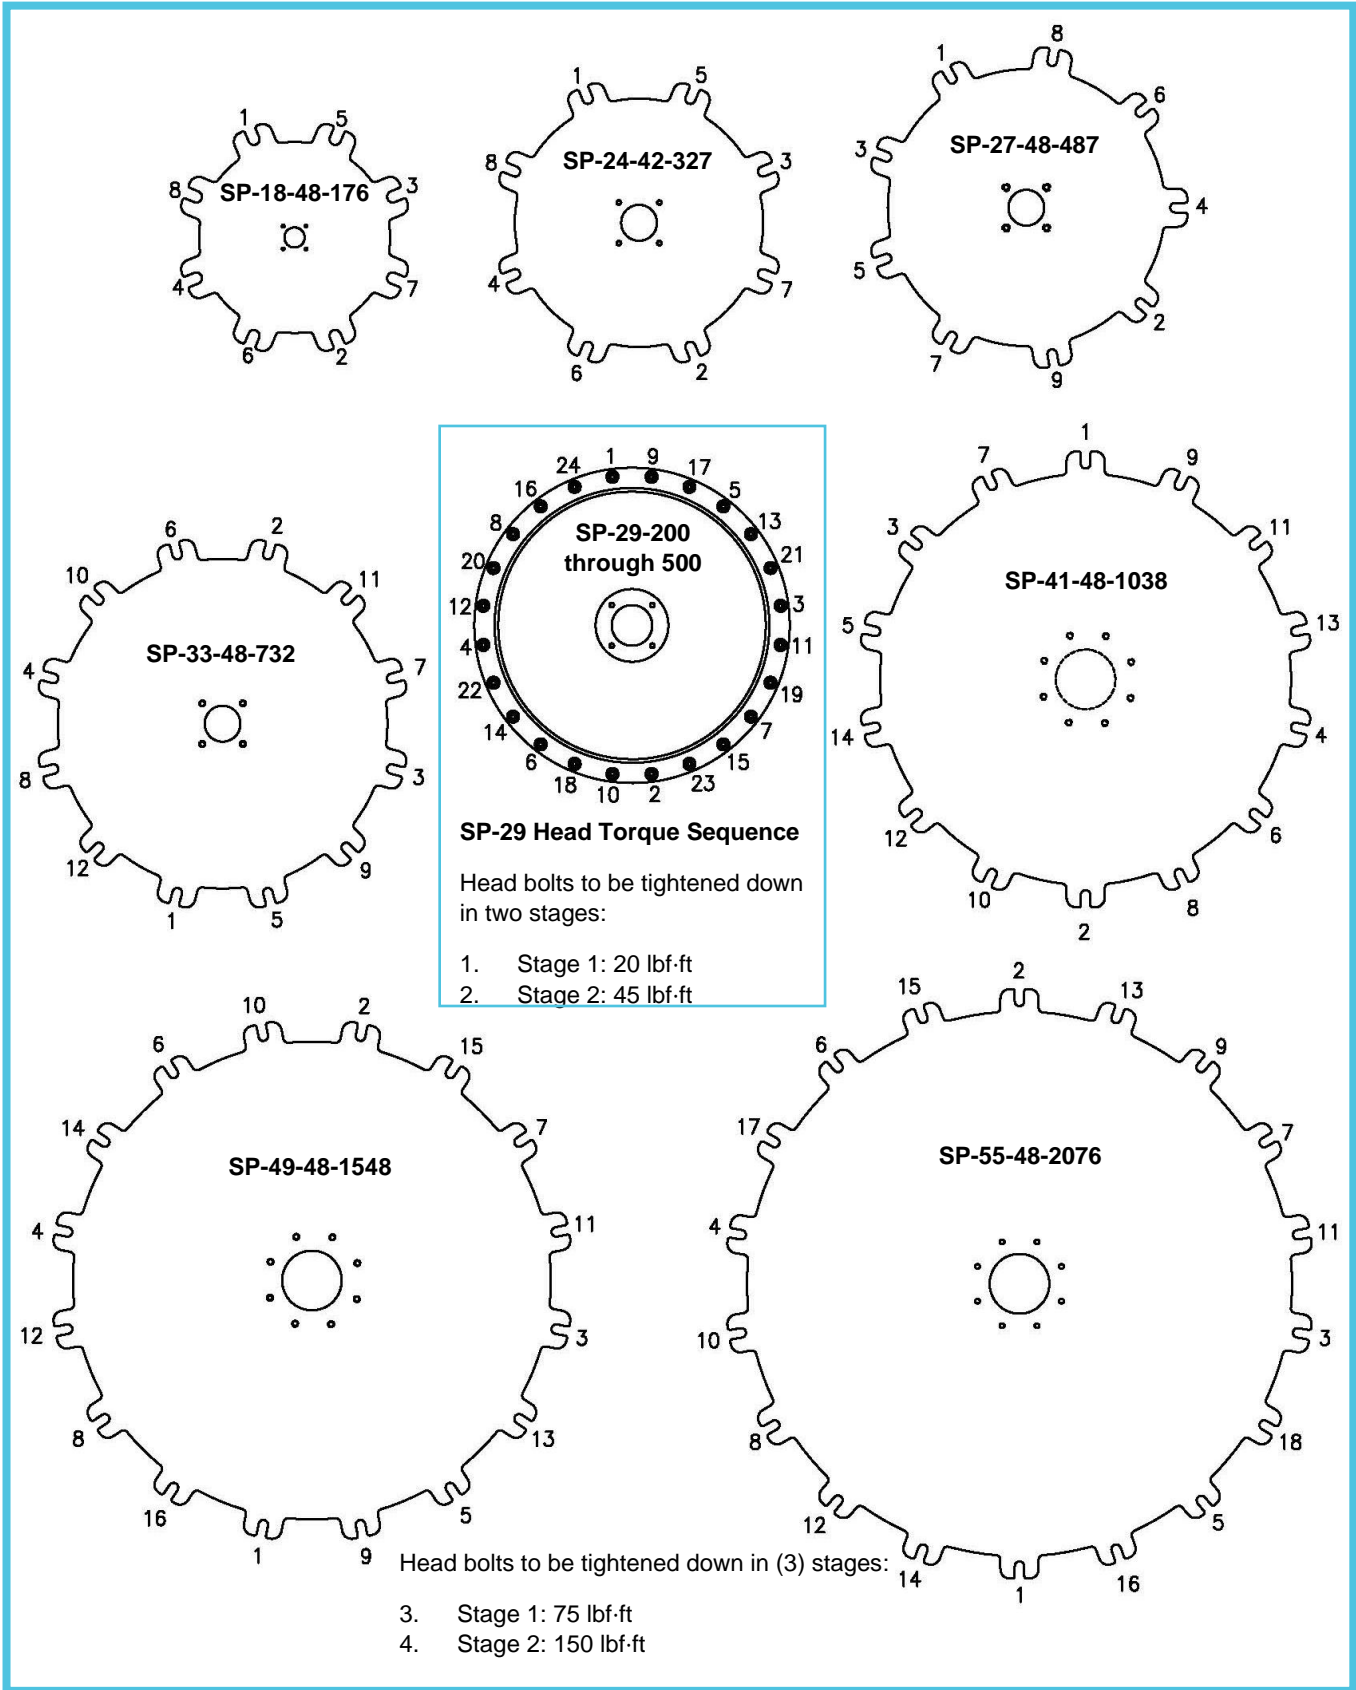 1 5
8 SP-18-48-176 3
4 7
6 2
1 5
8 SP-24-42-327 3
4 7
6 2
1 8
6
3 SP-27-48-487
4
5
2
7
9
6 2
10 11
SP-33-48-732
4 7
8 3
12 9
1 5
24 1 9 17
16 5
8 SP-29-200 13
20 through 500 21
12 3
4 11
22 19
14 7
6 15
18 10 2 23
SP-29 Head Torque Sequence
Head bolts to be tightened down
in two stages:
1. Stage 1: 20 lbf·ft
2. Stage 2: 45 lbf·ft
1
7 9
3 11
SP-41-48-1038
5 13
14 4
12 6
10 8
2
10 2
6 15
14 7
SP-49-48-1548
4 11
12 3
8 13
16 5
1 9
2
15 13
6 9
17 7
SP-55-48-2076
4 11
10 3
8 18
12 5
14 16
1
Head bolts to be tightened down in (3) stages:
3. Stage 1: 75 lbf·ft
4. Stage 2: 150 lbf·ft